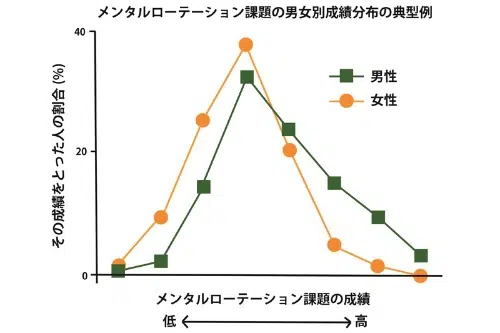 メンタルローテーション課題の男女別成績分布の典型例
その成績をとった人の割合 (%)
40
20
0
男性
女性
メンタルローテーション課題の成績
低 高